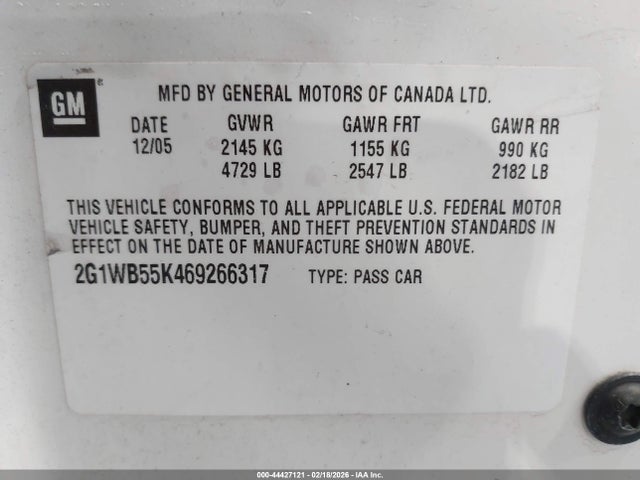 GM
MFD BY GENERAL MOTORS OF CANADA LTD.
DATE GVWR GAWR FRT GAWR RR
12/05 2145 KG 1155 KG 990 KG
4729 LB 2547 LB 2182 LB
THIS VEHICLE CONFORMS TO ALL APPLICABLE U.S. FEDERAL MOTOR
VEHICLE SAFETY, BUMPER, AND THEFT PREVENTION STANDARDS IN
EFFECT ON THE DATE OF MANUFACTURE SHOWN ABOVE.
2G1WB55K469266317 TYPE: PASS CAR
000-44427121 - 02/18/2026 - IAA Inc.